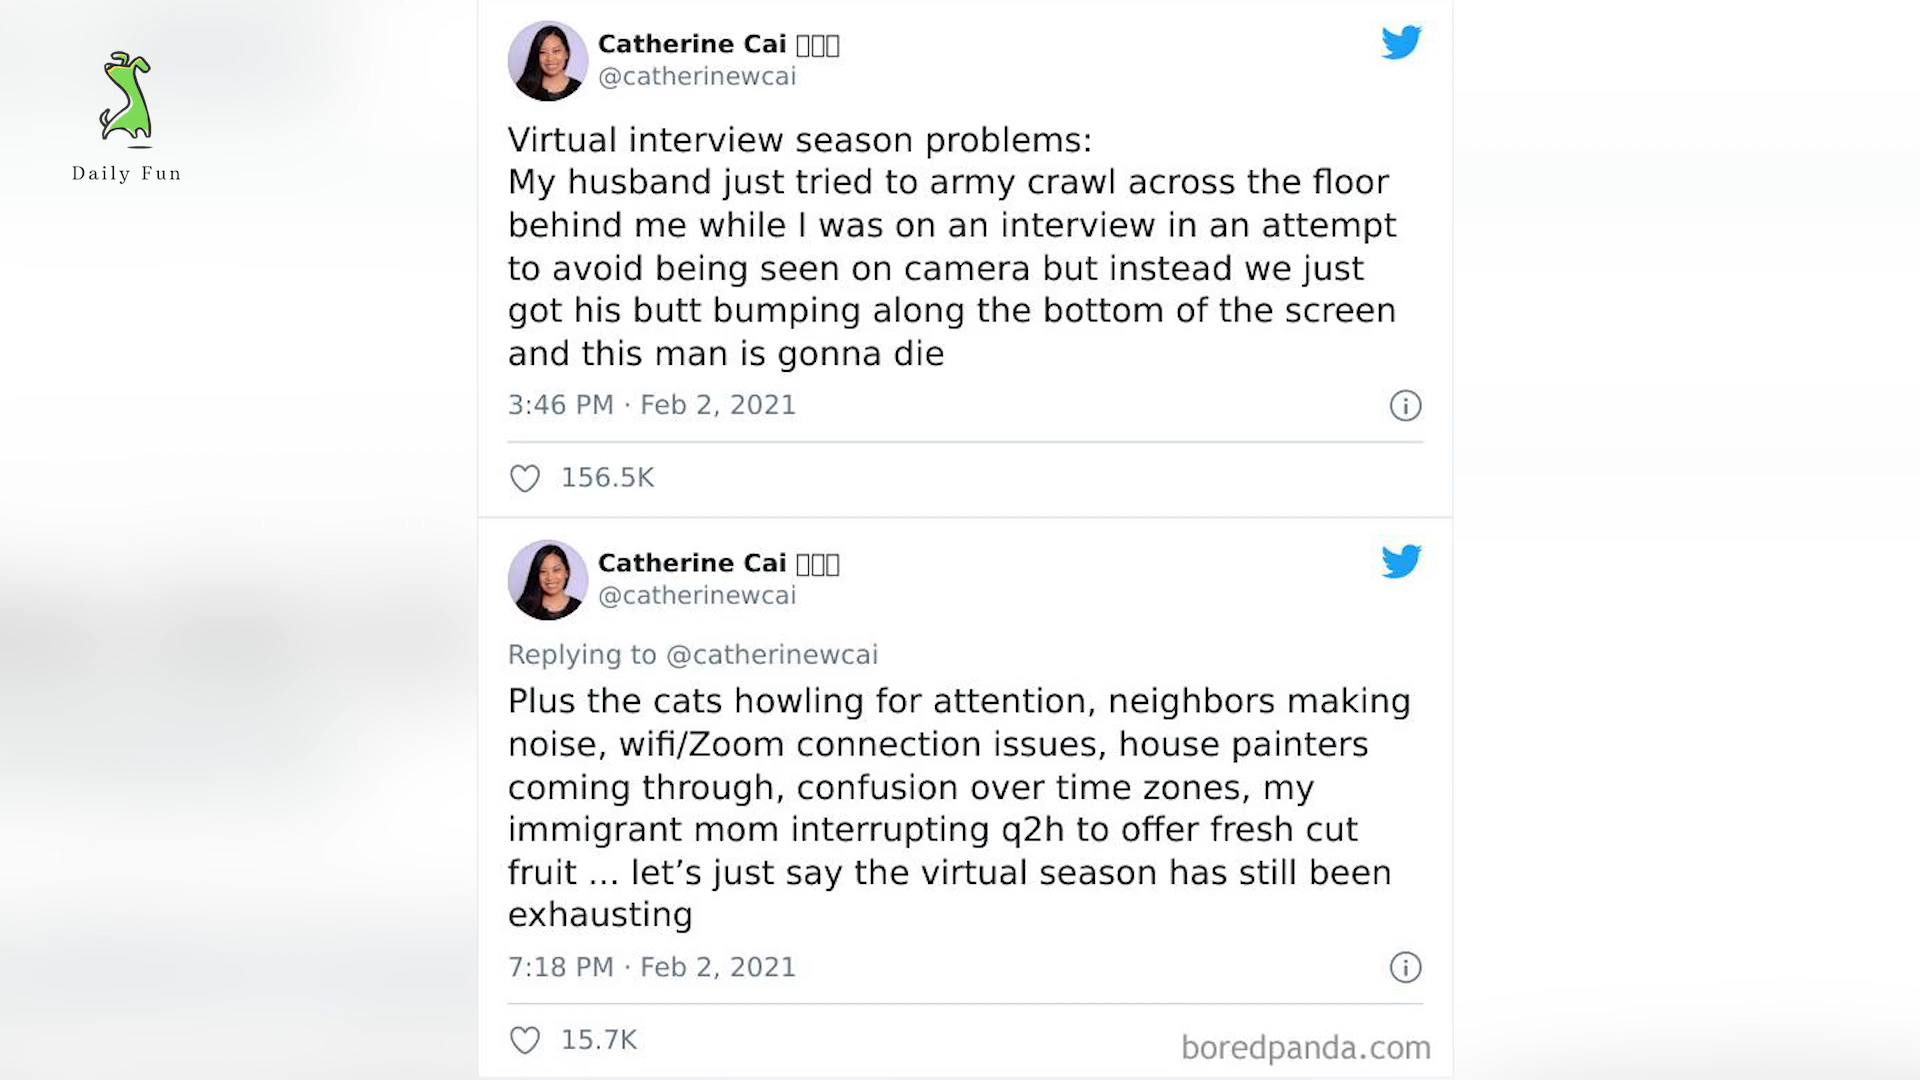 Daily Fun
Catherine Cai
@catherinewcai
Virtual interview season problems:
My husband just tried to army crawl across the floor
behind me while I was on an interview in an attempt
to avoid being seen on camera but instead we just
got his butt bumping along the bottom of the screen
and this man is gonna die
3:46 PM · Feb 2, 2021
156.5K
Catherine Cai
@catherinewcai
Replying to @catherinewcai
Plus the cats howling for attention, neighbors making
noise, wifi/Zoom connection issues, house painters
coming through, confusion over time zones, my
immigrant mom interrupting q2h to offer fresh cut
fruit ... let’s just say the virtual season has still been
exhausting
7:18 PM · Feb 2, 2021
15.7K
boredpanda.com